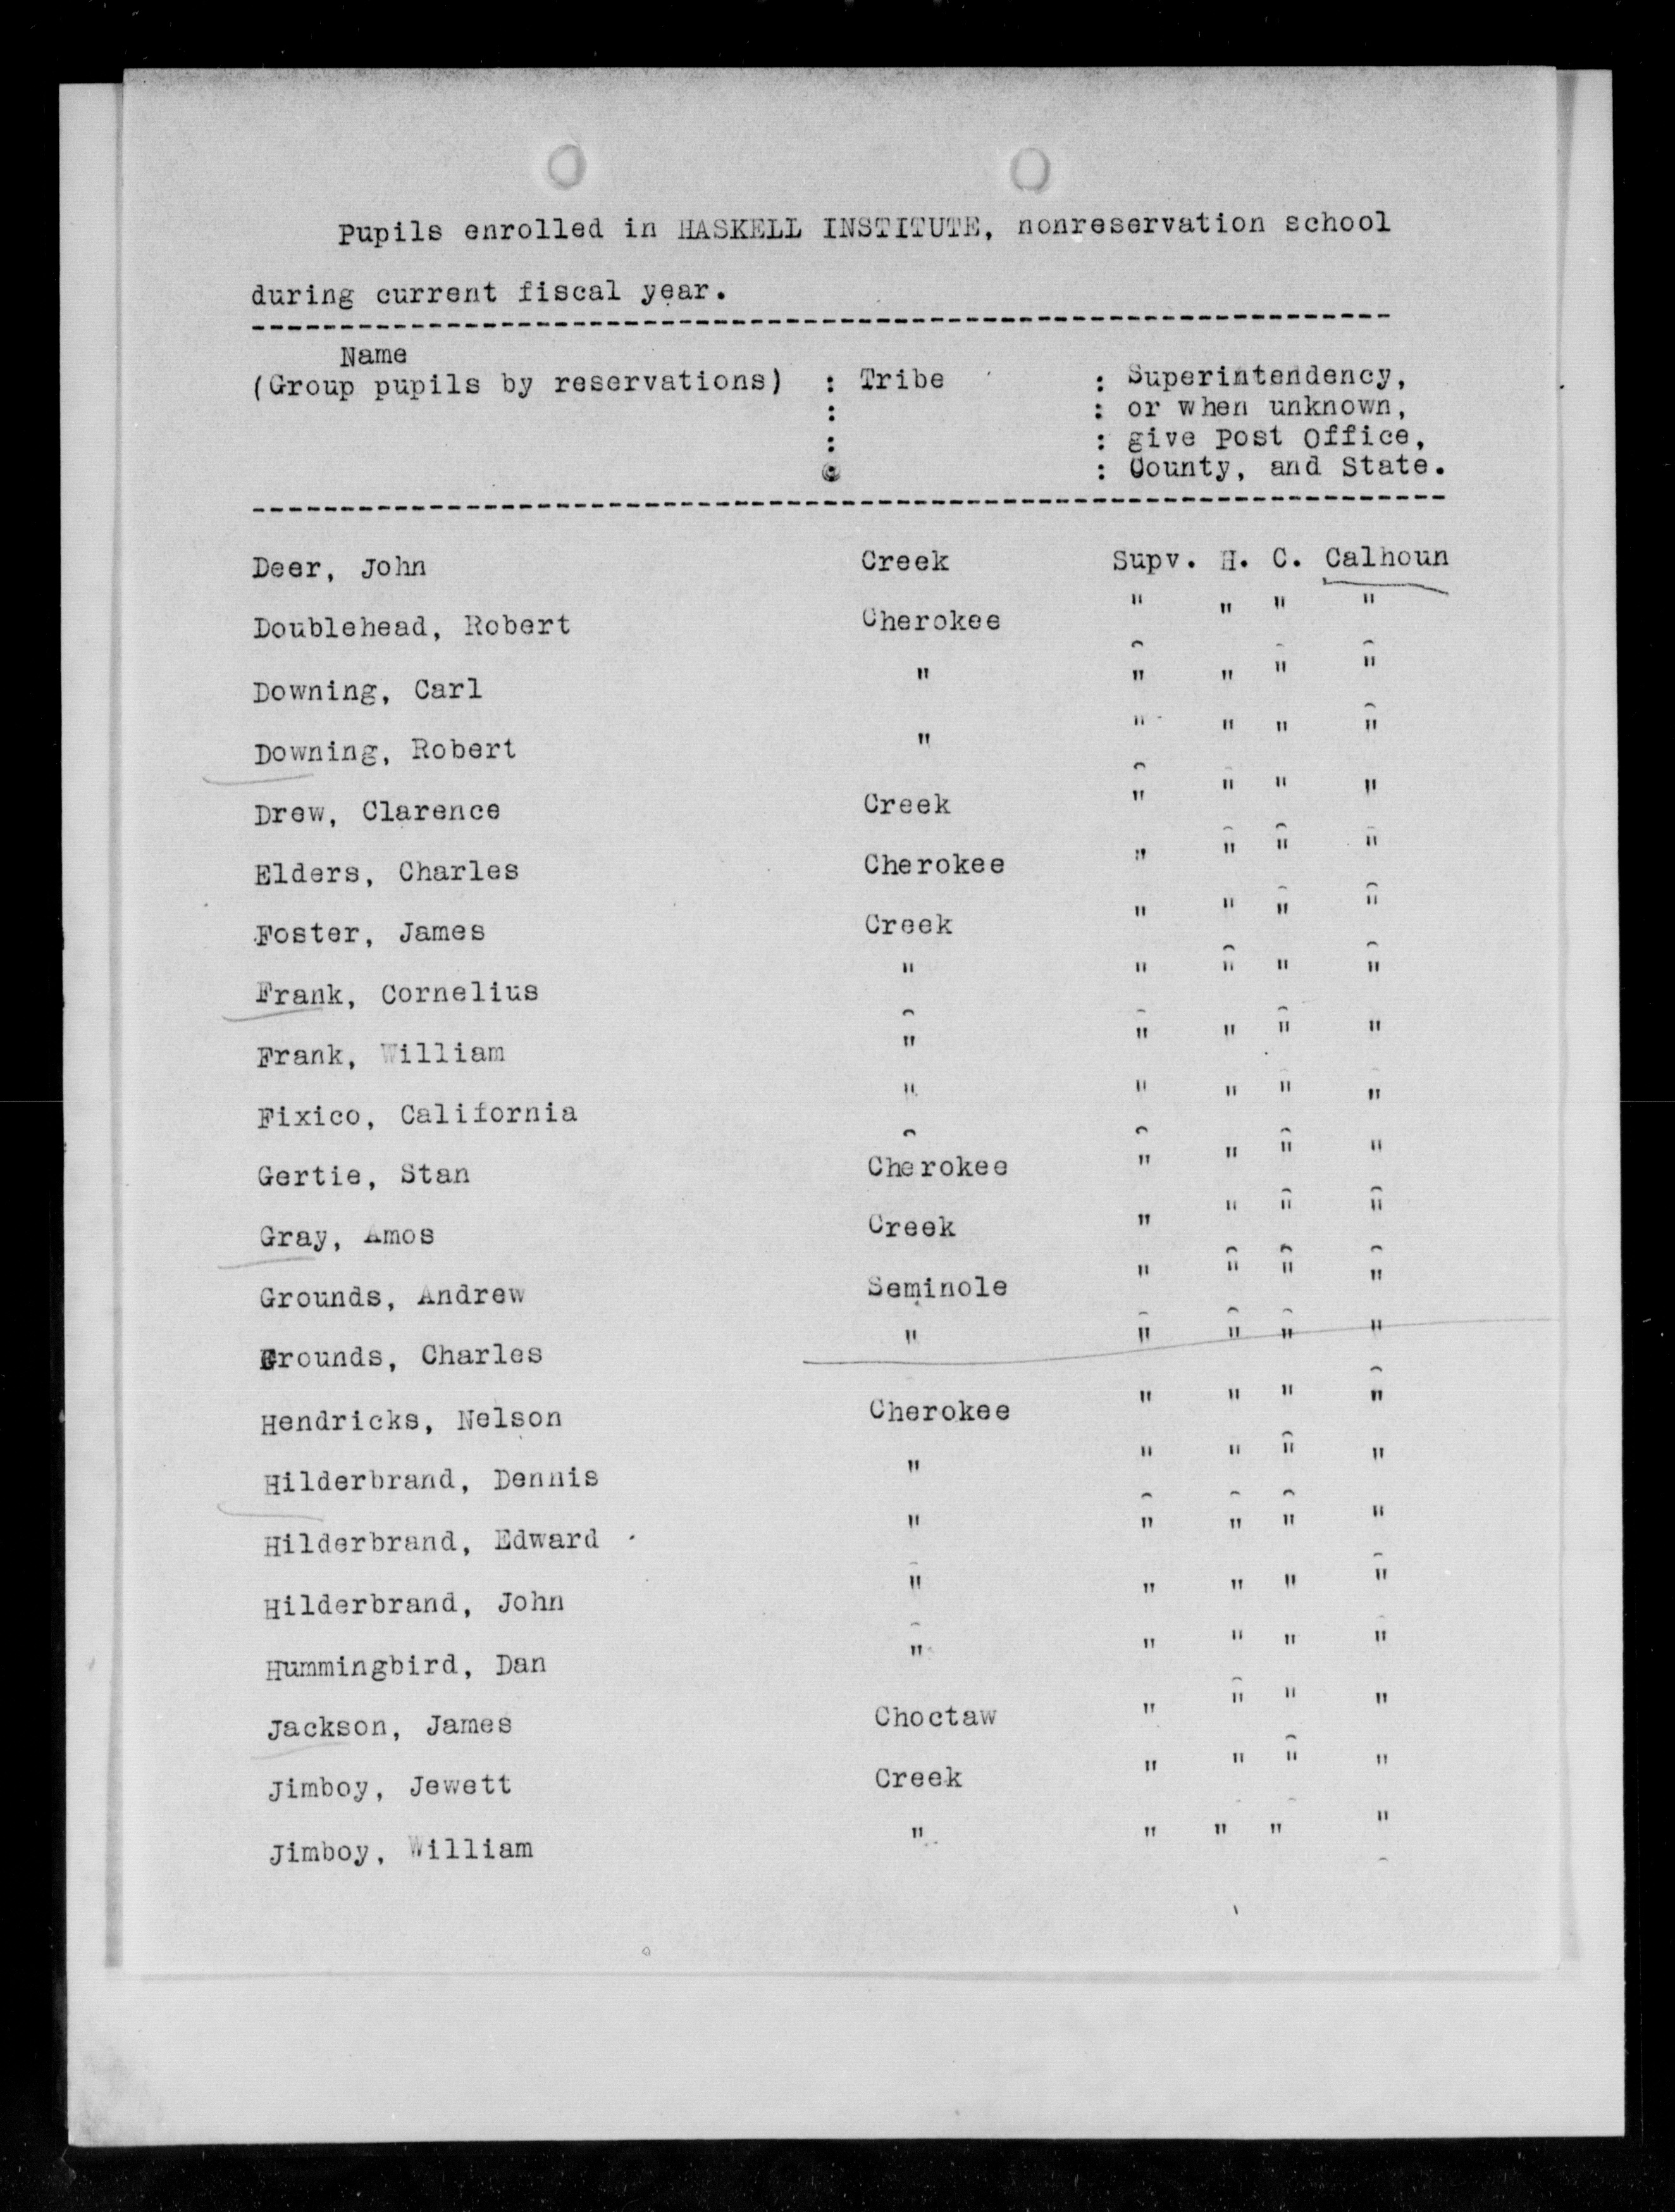 Pupils enrolled in HASKELL INSTITUTE, nonreservation school
during current fiscal year.
-----------------------------------------------------------------
Name
(Group pupils by reservations) : Tribe : Superintendency,
: : or when unknown,
: : give Post Office,
: : County, and State.
-----------------------------------------------------------------
Deer, John Creek Supv. H. C. Calhoun
Doublehead, Robert Cherokee " " " "
Downing, Carl " " " " "
Downing, Robert " " " " "
Drew, Clarence Creek " " " "
Elders, Charles Cherokee " " " "
Foster, James Creek " " " "
Frank, Cornelius " " " " "
Frank, William " " " " "
Fixico, California " " " " "
Gertie, Stan Cherokee " " " "
Gray, Amos Creek " " " "
Grounds, Andrew Seminole " " " "
Grounds, Charles " " " " "
Hendricks, Nelson Cherokee " " " "
Hilderbrand, Dennis " " " " "
Hilderbrand, Edward " " " " "
Hilderbrand, John " " " " "
Hummingbird, Dan " " " " "
Jackson, James Choctaw " " " "
Jimboy, Jewett Creek " " " "
Jimboy, William " " " " "